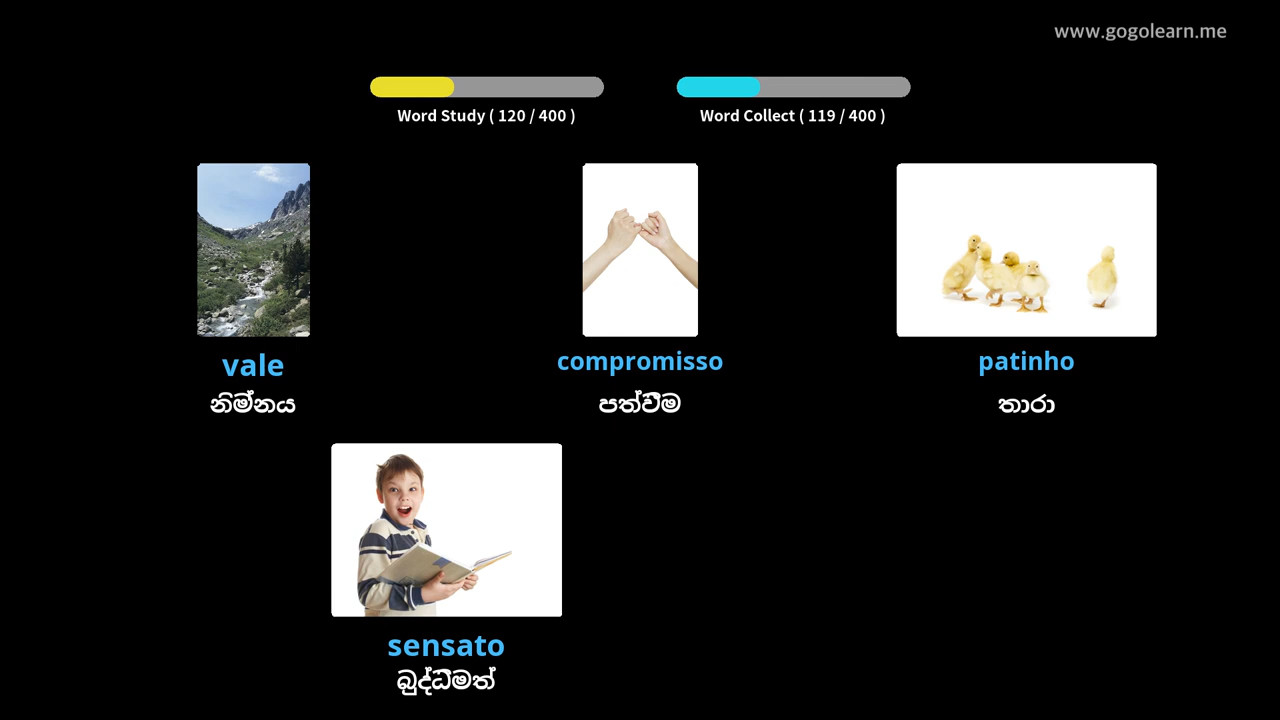 www.gogolearn.me
Word Study ( 120 / 400 )
Word Collect ( 119 / 400 )
vale
නිම්නය
compromisso
පත්වීම
patinho
තාරා
sensato
බුද්ධිමත්